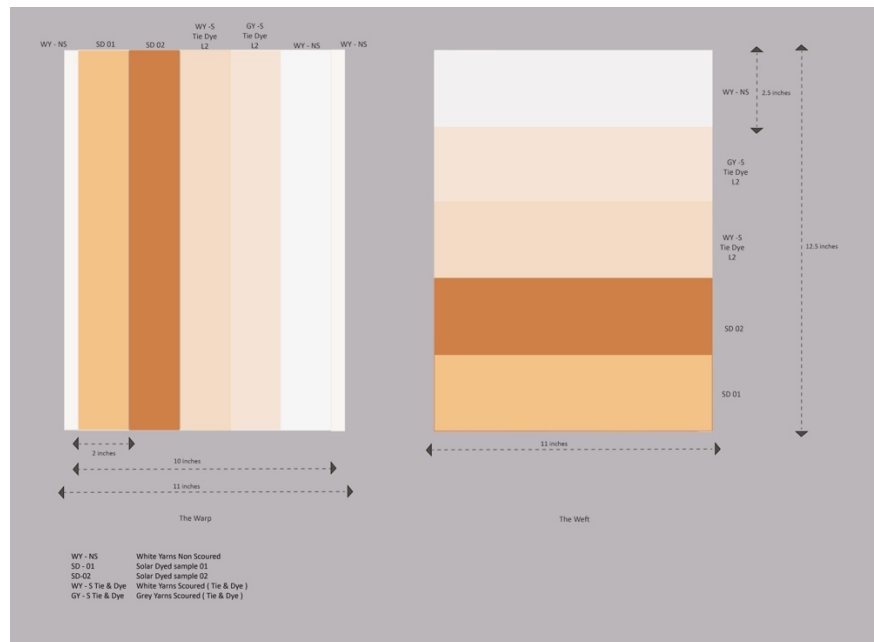 WY - NS
SD 01
SD 02
WY -S
Tie Dye
L2
GY -S
Tie Dye
L2
WY - NS
WY - NS
2 inches
10 inches
11 inches
The Warp
WY - NS
2.5 inches
GY -S
Tie Dye
L2
WY -S
Tie Dye
L2
12.5 inches
SD 02
SD 01
11 inches
The Weft
WY - NS White Yarns Non Scoured
SD - 01 Solar Dyed sample 01
SD-02 Solar Dyed sample 02
WY - S Tie & Dye White Yarns Scoured ( Tie & Dye )
GY - S Tie & Dye Grey Yarns Scoured ( Tie & Dye )